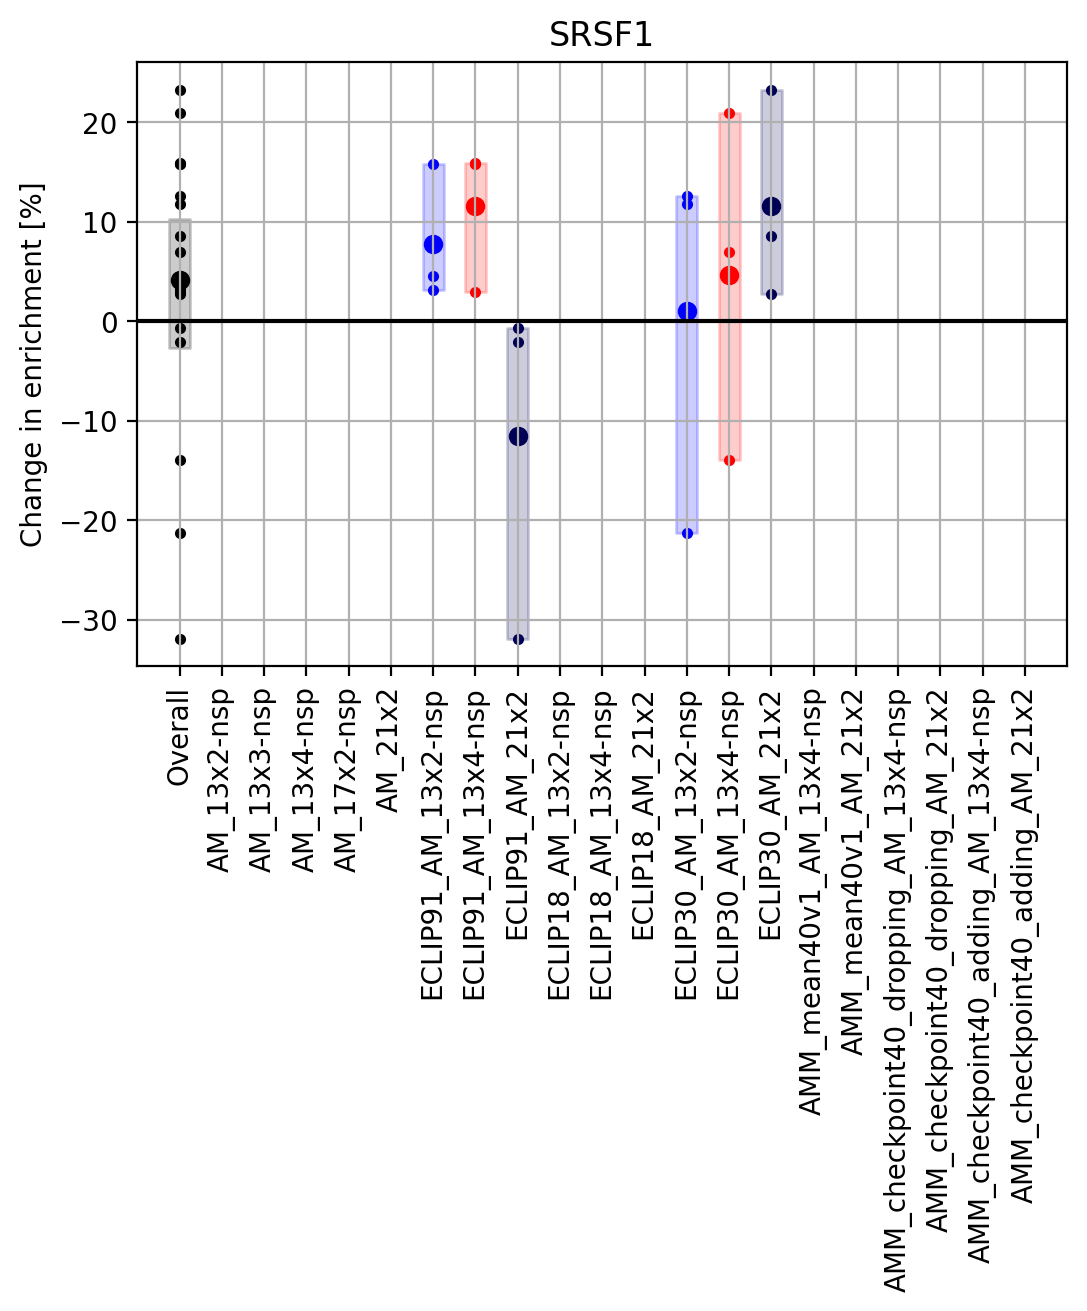 SRSF1
Change in enrichment [%]
20
10
0
−10
−20
−30
Overall
AM_13x2-nsp
AM_13x3-nsp
AM_13x4-nsp
AM_17x2-nsp
AM_21x2
ECLIP91_AM_13x2-nsp
ECLIP91_AM_13x4-nsp
ECLIP91_AM_21x2
ECLIP18_AM_13x2-nsp
ECLIP18_AM_13x4-nsp
ECLIP18_AM_21x2
ECLIP30_AM_13x2-nsp
ECLIP30_AM_13x4-nsp
ECLIP30_AM_21x2
AMM_mean40v1_AM_13x4-nsp
AMM_mean40v1_AM_21x2
AMM_checkpoint40_dropping_AM_13x4-nsp
AMM_checkpoint40_dropping_AM_21x2
AMM_checkpoint40_adding_AM_13x4-nsp
AMM_checkpoint40_adding_AM_21x2